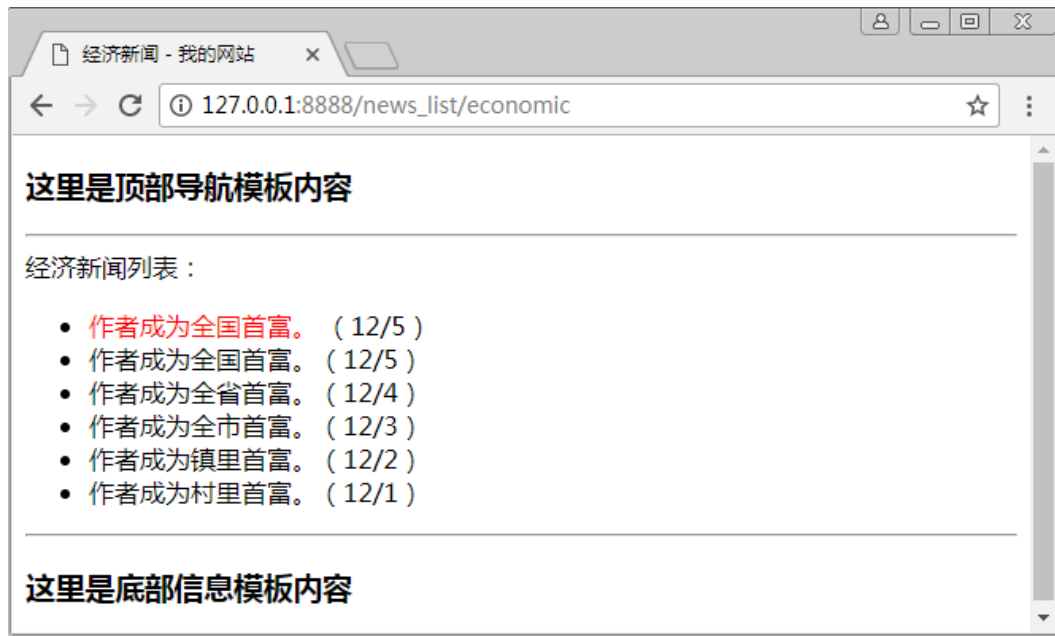 经济新闻 - 我的网站
127.0.0.1:8888/news_list/economic
这里是顶部导航模板内容
经济新闻列表：
作者成为全国首富。 （12/5）
作者成为全国首富。（12/5）
作者成为全省首富。（12/4）
作者成为全市首富。（12/3）
作者成为镇里首富。（12/2）
作者成为村里首富。（12/1）
这里是底部信息模板内容